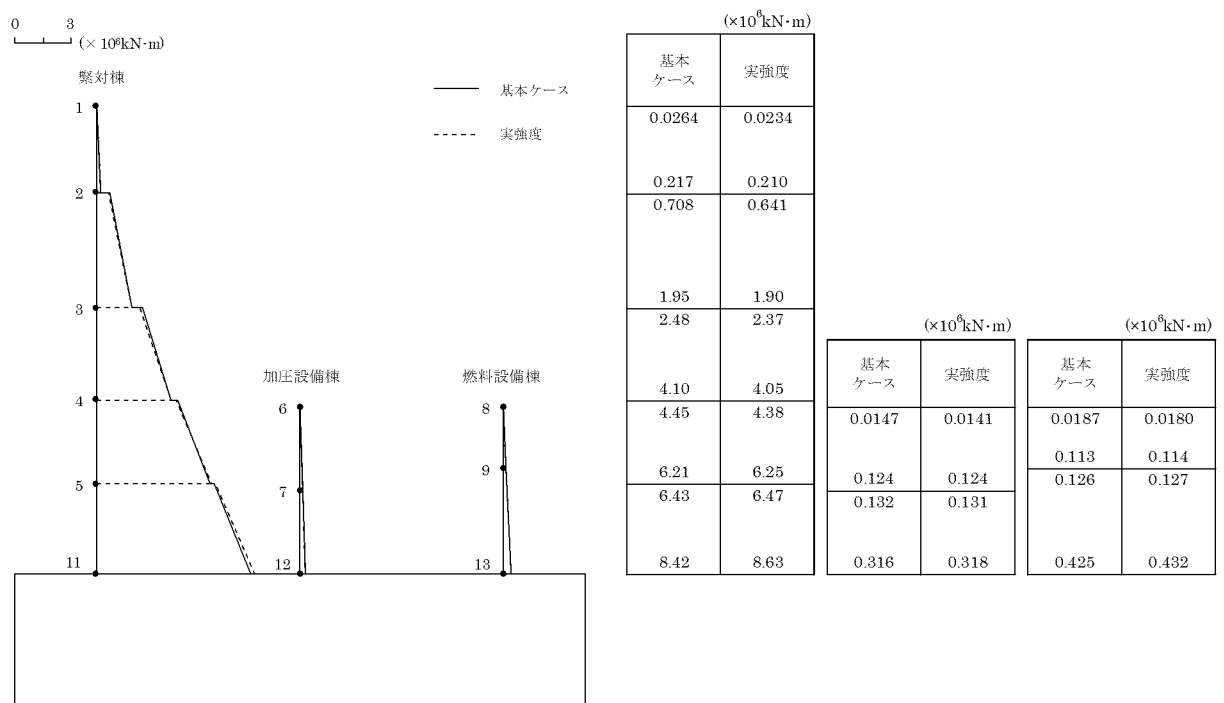 0 3
(×10⁶kN·m)
緊対棟
基本ケース
実強度
1
2
3
4
5
11
加圧設備棟
6
7
12
燃料設備棟
8
9
13
(×10⁶kN·m)
基本
ケース
実強度
0.0264 0.0234
0.217 0.210
0.708 0.641
1.95 1.90
2.48 2.37
4.10 4.05
4.45 4.38
6.21 6.25
6.43 6.47
8.42 8.63
(×10⁶kN·m)
基本
ケース
実強度
0.0147 0.0141
0.124 0.124
0.132 0.131
0.316 0.318
(×10⁶kN·m)
基本
ケース
実強度
0.0187 0.0180
0.113 0.114
0.126 0.127
0.425 0.432